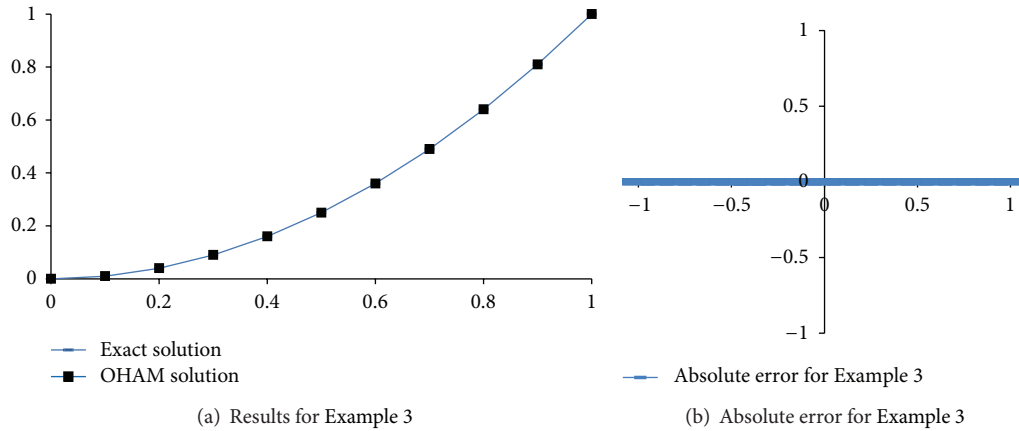 1
0.8
0.6
0.4
0.2
0
0 0.2 0.4 0.6 0.8 1
Exact solution
OHAM solution
(a) Results for Example 3
1
0.5
0
−0.5
−1
−1 −0.5 0 0.5 1
Absolute error for Example 3
(b) Absolute error for Example 3